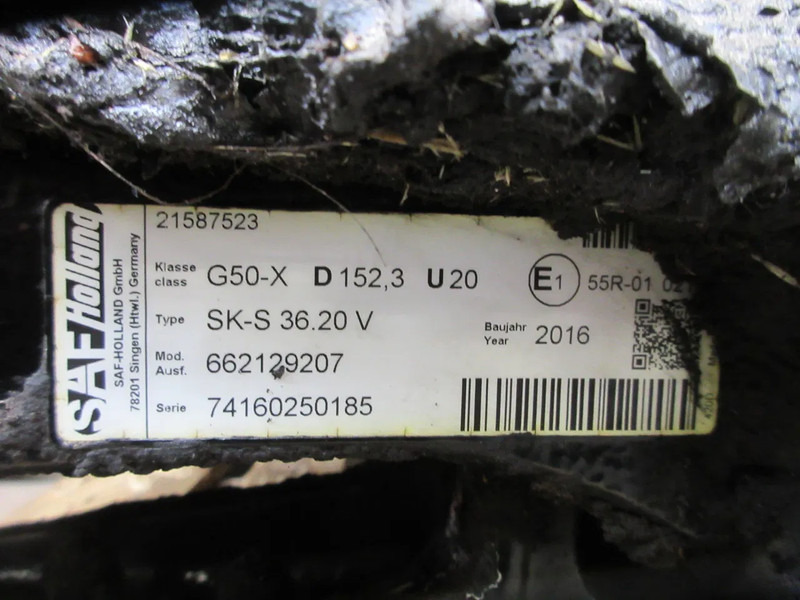 SAF Holland
SAF-HOLLAND GmbH
78201 Singen (Htwl.) Germany
21587523
Klasse
class
G50-X D 152,3 U 20
E1 55R-01
Type SK-S 36.20 V
Baujahr
Year
2016
Mod.
Ausf.
662129207
Serie 74160250185